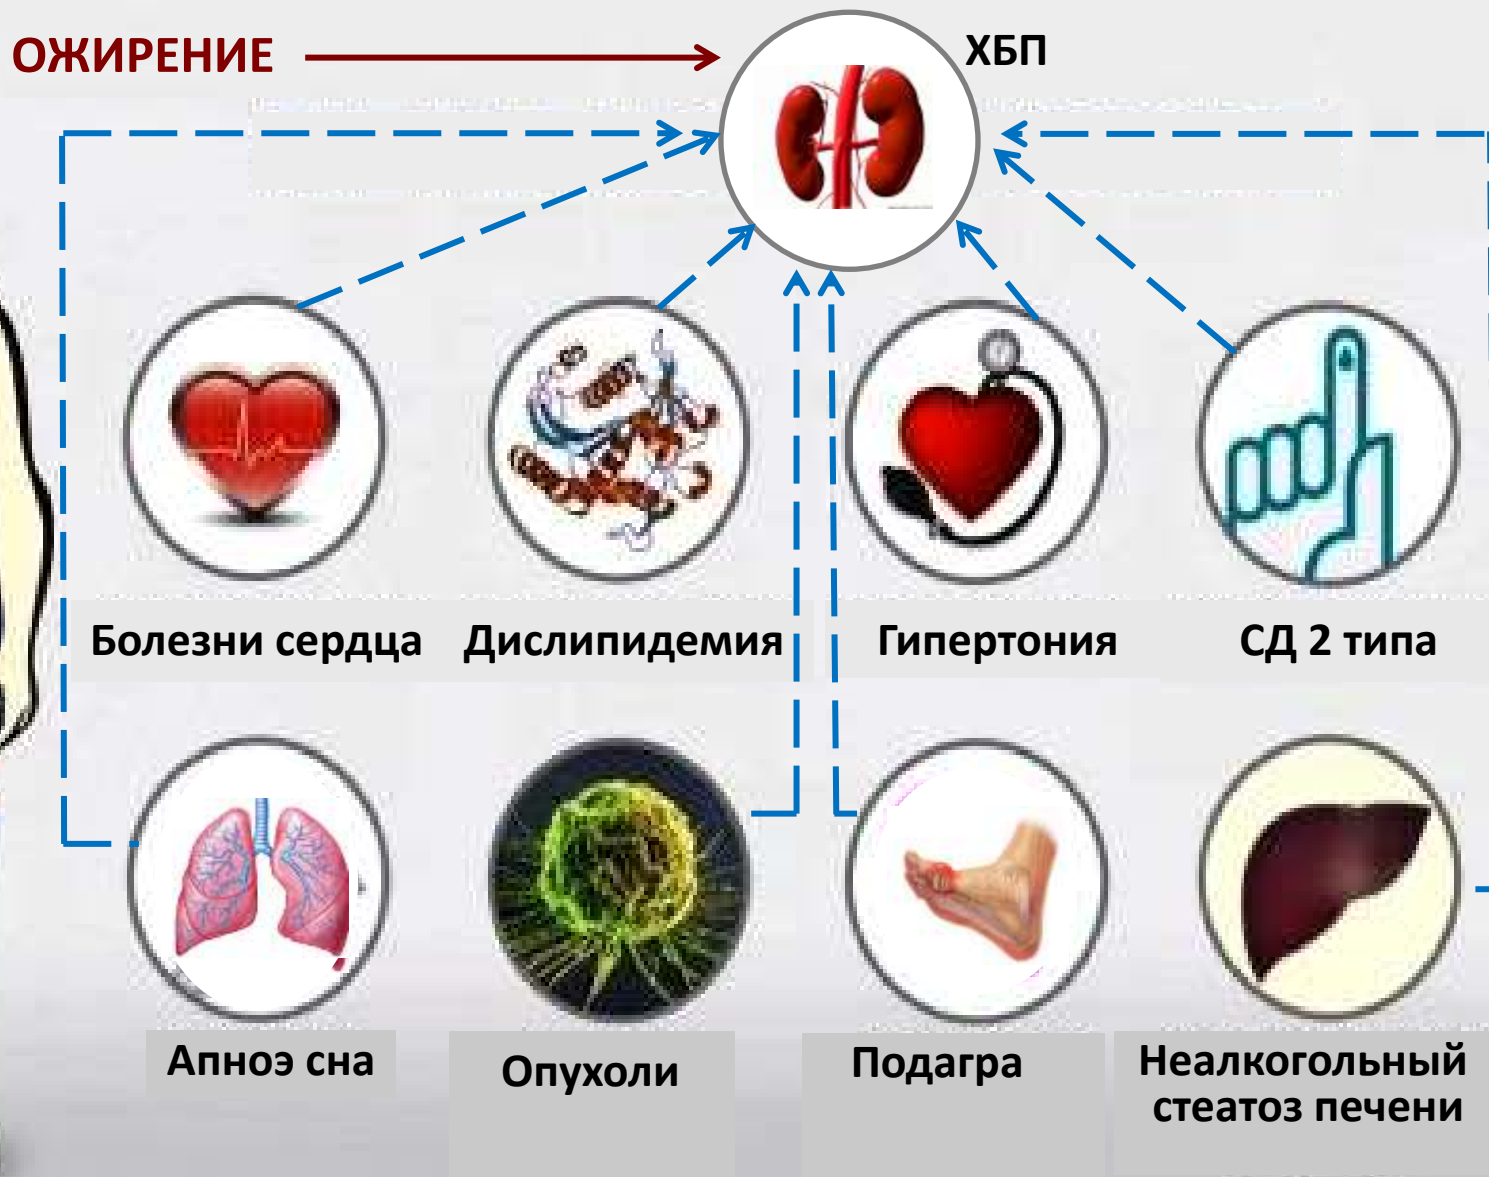 ОЖИРЕНИЕ
ХБП
Болезни сердца
Дислипидемия
Гипертония
СД 2 типа
Апноэ сна
Опухоли
Подагра
Неалкогольный
стеатоз печени